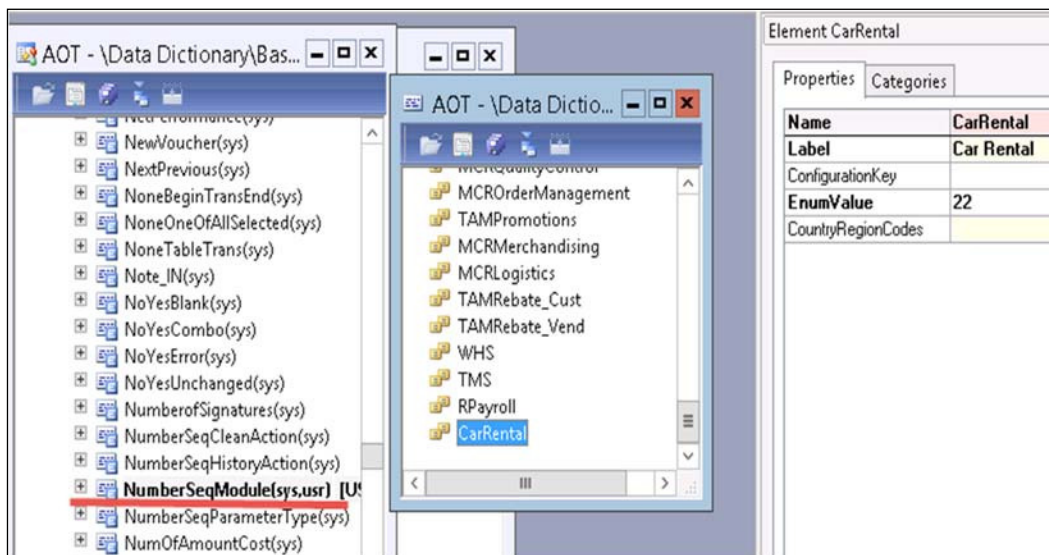 AOT - \Data Dictionary\Bas...
NewVoucher(sys)
NextPrevious(sys)
NoneBeginTransEnd(sys)
NoneOneOfAllSelected(sys)
NoneTableTrans(sys)
Note_IN(sys)
NoYesBlank(sys)
NoYesCombo(sys)
NoYesError(sys)
NoYesUnchanged(sys)
NumberofSignatures(sys)
NumberSeqCleanAction(sys)
NumberSeqHistoryAction(sys)
NumberSeqModule(sys,usr) [US
NumberSeqParameterType(sys)
NumOfAmountCost(sys)
AOT - \Data Dictio...
MCRQualityControl
MCROrderManagement
TAMPromotions
MCRMerchandising
MCRLogistics
TAMRebate_Cust
TAMRebate_Vend
WHS
TMS
RPayroll
CarRental
Element CarRental
Properties Categories
Name CarRental
Label Car Rental
ConfigurationKey
EnumValue 22
CountryRegionCodes